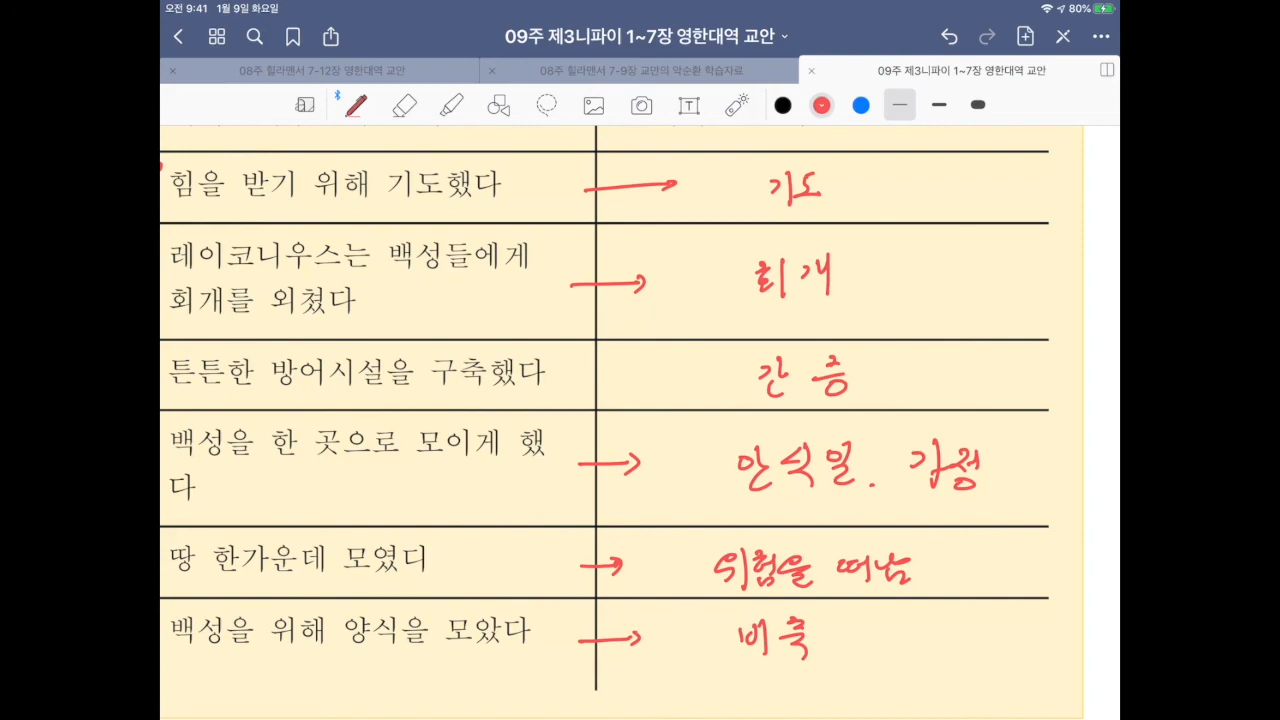 오전 9:41 1월 9일 화요일
80%
09주 제3니파이 1~7장 영한대역 교안
08주 힐라맨서 7-12장 영한대역 교안
08주 힐라맨서 7-9장 교만의 악순환 학습자료
09주 제3니파이 1~7장 영한대역 교안
힘을 받기 위해 기도했다
기도
레이코니우스는 백성들에게
회개를 외쳤다
회개
튼튼한 방어시설을 구축했다
간증
백성을 한 곳으로 모이게 했
다
안식일.
땅 한가운데 모였디
위험을 떠남
백성을 위해 양식을 모았다
비축